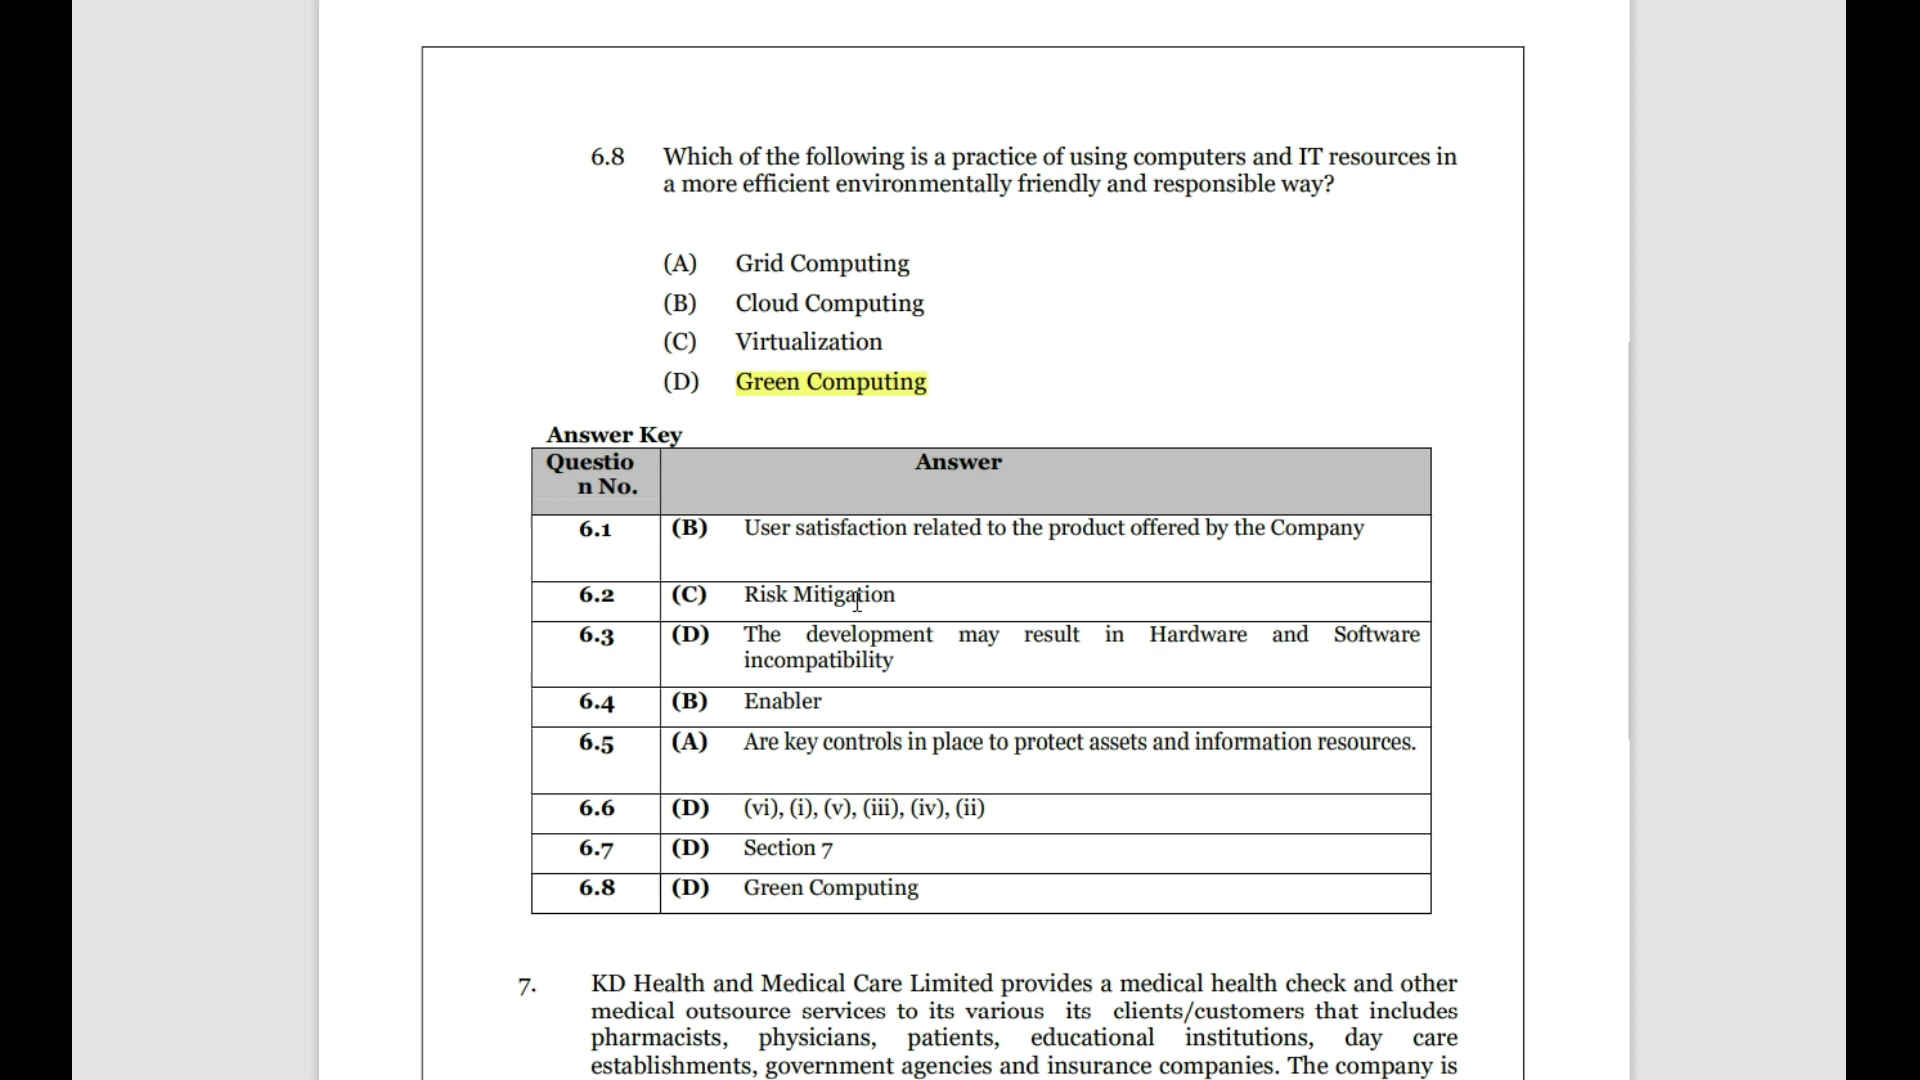 6.8 Which of the following is a practice of using computers and IT resources in
a more efficient environmentally friendly and responsible way?
(A) Grid Computing
(B) Cloud Computing
(C) Virtualization
(D) Green Computing
Answer Key
Questio
n No. Answer
6.1 (B) User satisfaction related to the product offered by the Company
6.2 (C) Risk Mitigation
6.3 (D) The development may result in Hardware and Software
incompatibility
6.4 (B) Enabler
6.5 (A) Are key controls in place to protect assets and information resources.
6.6 (D) (vi), (i), (v), (iii), (iv), (ii)
6.7 (D) Section 7
6.8 (D) Green Computing
7. KD Health and Medical Care Limited provides a medical health check and other
medical outsource services to its various its clients/customers that includes
pharmacists, physicians, patients, educational institutions, day care
establishments, government agencies and insurance companies. The company is